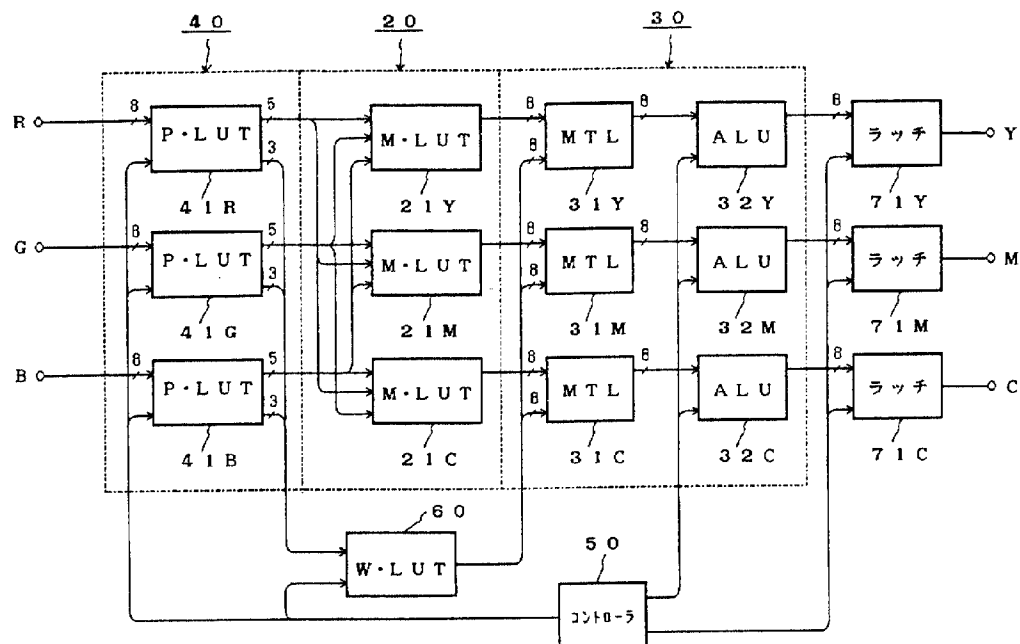 40 20 30
8 5 8 8 8
R P・LUT M・LUT MTL ALU ラッチ Y
3 8
41R 21Y 31Y 32Y 71Y
8 5 8 8 8
G P・LUT M・LUT MTL ALU ラッチ M
3 8
41G 21M 31M 32M 71M
8 5 8 8 8
B P・LUT M・LUT MTL ALU ラッチ C
3 8
41B 21C 31C 32C 71C
60
W・LUT
50
コントローラ